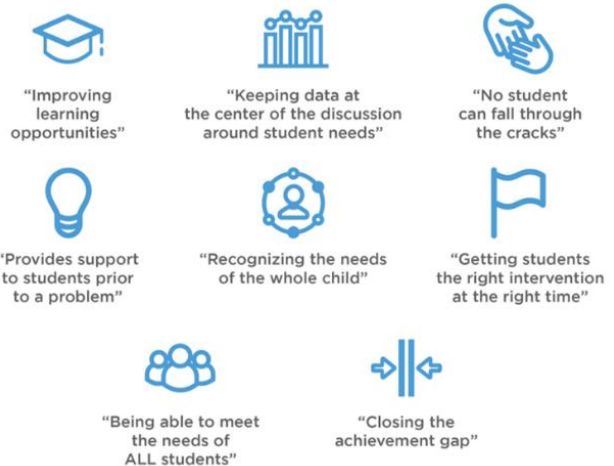 “Improving
learning
opportunities”
“Keeping data at
the center of the discussion
around student needs”
“No student
can fall through
the cracks”
“Provides support
to students prior
to a problem”
“Recognizing the needs
of the whole child”
“Getting students
the right intervention
at the right time”
“Being able to meet
the needs of
ALL students”
“Closing the
achievement gap”